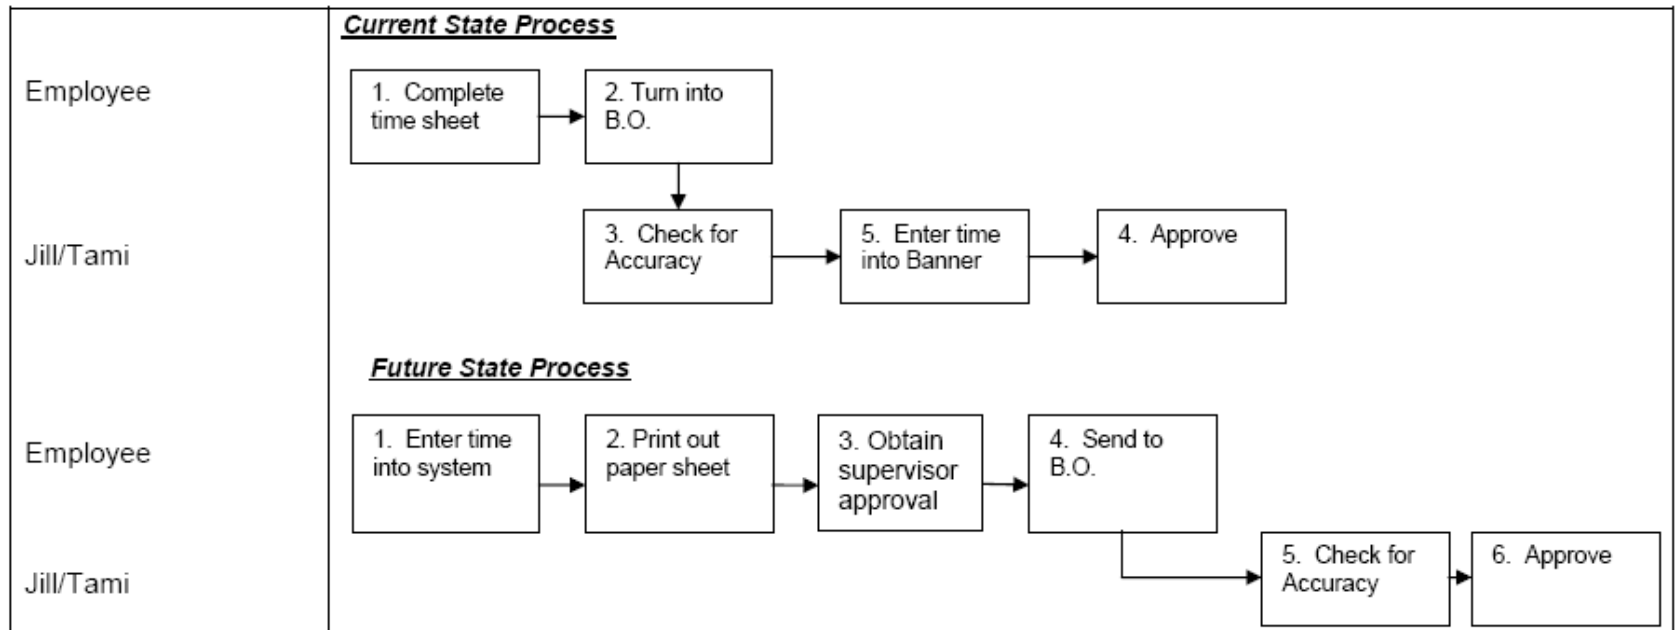 Current State Process
Employee
1. Complete
time sheet
2. Turn into
B.O.
Jill/Tami
3. Check for
Accuracy
5. Enter time
into Banner
4. Approve
Future State Process
Employee
1. Enter time
into system
2. Print out
paper sheet
3. Obtain
supervisor
approval
4. Send to
B.O.
Jill/Tami
5. Check for
Accuracy
6. Approve